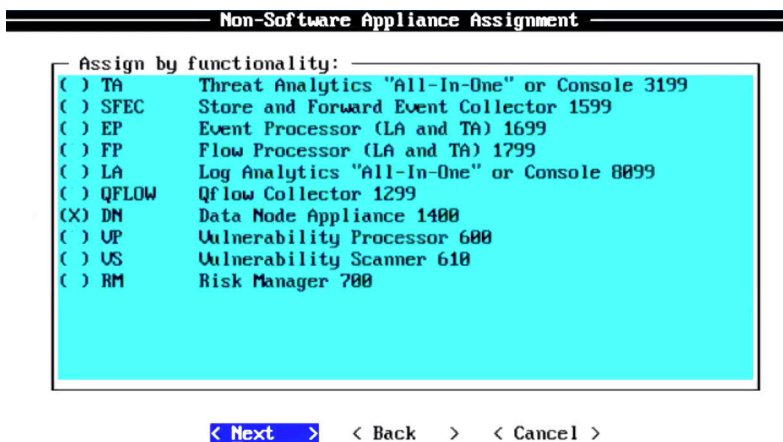 Non-Software Appliance Assignment
Assign by functionality:
( ) TA Threat Analytics "All-In-One" or Console 3199
( ) SFEC Store and Forward Event Collector 1599
( ) EP Event Processor (LA and TA) 1699
( ) FP Flow Processor (LA and TA) 1799
( ) LA Log Analytics "All-In-One" or Console 8099
( ) QFLOW Qflow Collector 1299
(X) DN Data Node Appliance 1400
( ) VP Vulnerability Processor 600
( ) VS Vulnerability Scanner 610
( ) RM Risk Manager 700
< Next > < Back > < Cancel >